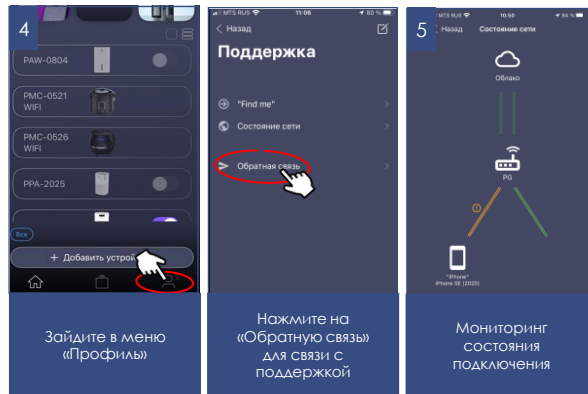 4
PAW-0804
PMC-0521
WIFI
PMC-0526
WIFI
PPA-2025
Все
+ Добавить устрой
Зайдите в меню
«Профиль»
MTS RUS 11:06 80 %
Назад
Поддержка
"Find me"
Состояние сети
Обратная связь
Нажмите на
«Обратную связь»
для связи с
поддержкой
5
MTS RUS 10:50 84 %
Назад Состояние сети
Облако
PG
"iPhone"
iPhone SE (2020)
Мониторинг
состояния
подключения